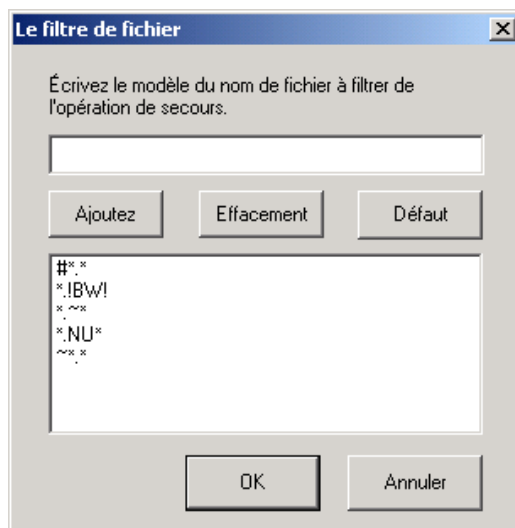 Le filtre de fichier
Écrivez le modèle du nom de fichier à filtrer de
l'opération de secours.
Ajoutez Effacement Défaut
#*.*
*.!BW!
*.~*
*.NU*
~*.*
OK Annuler